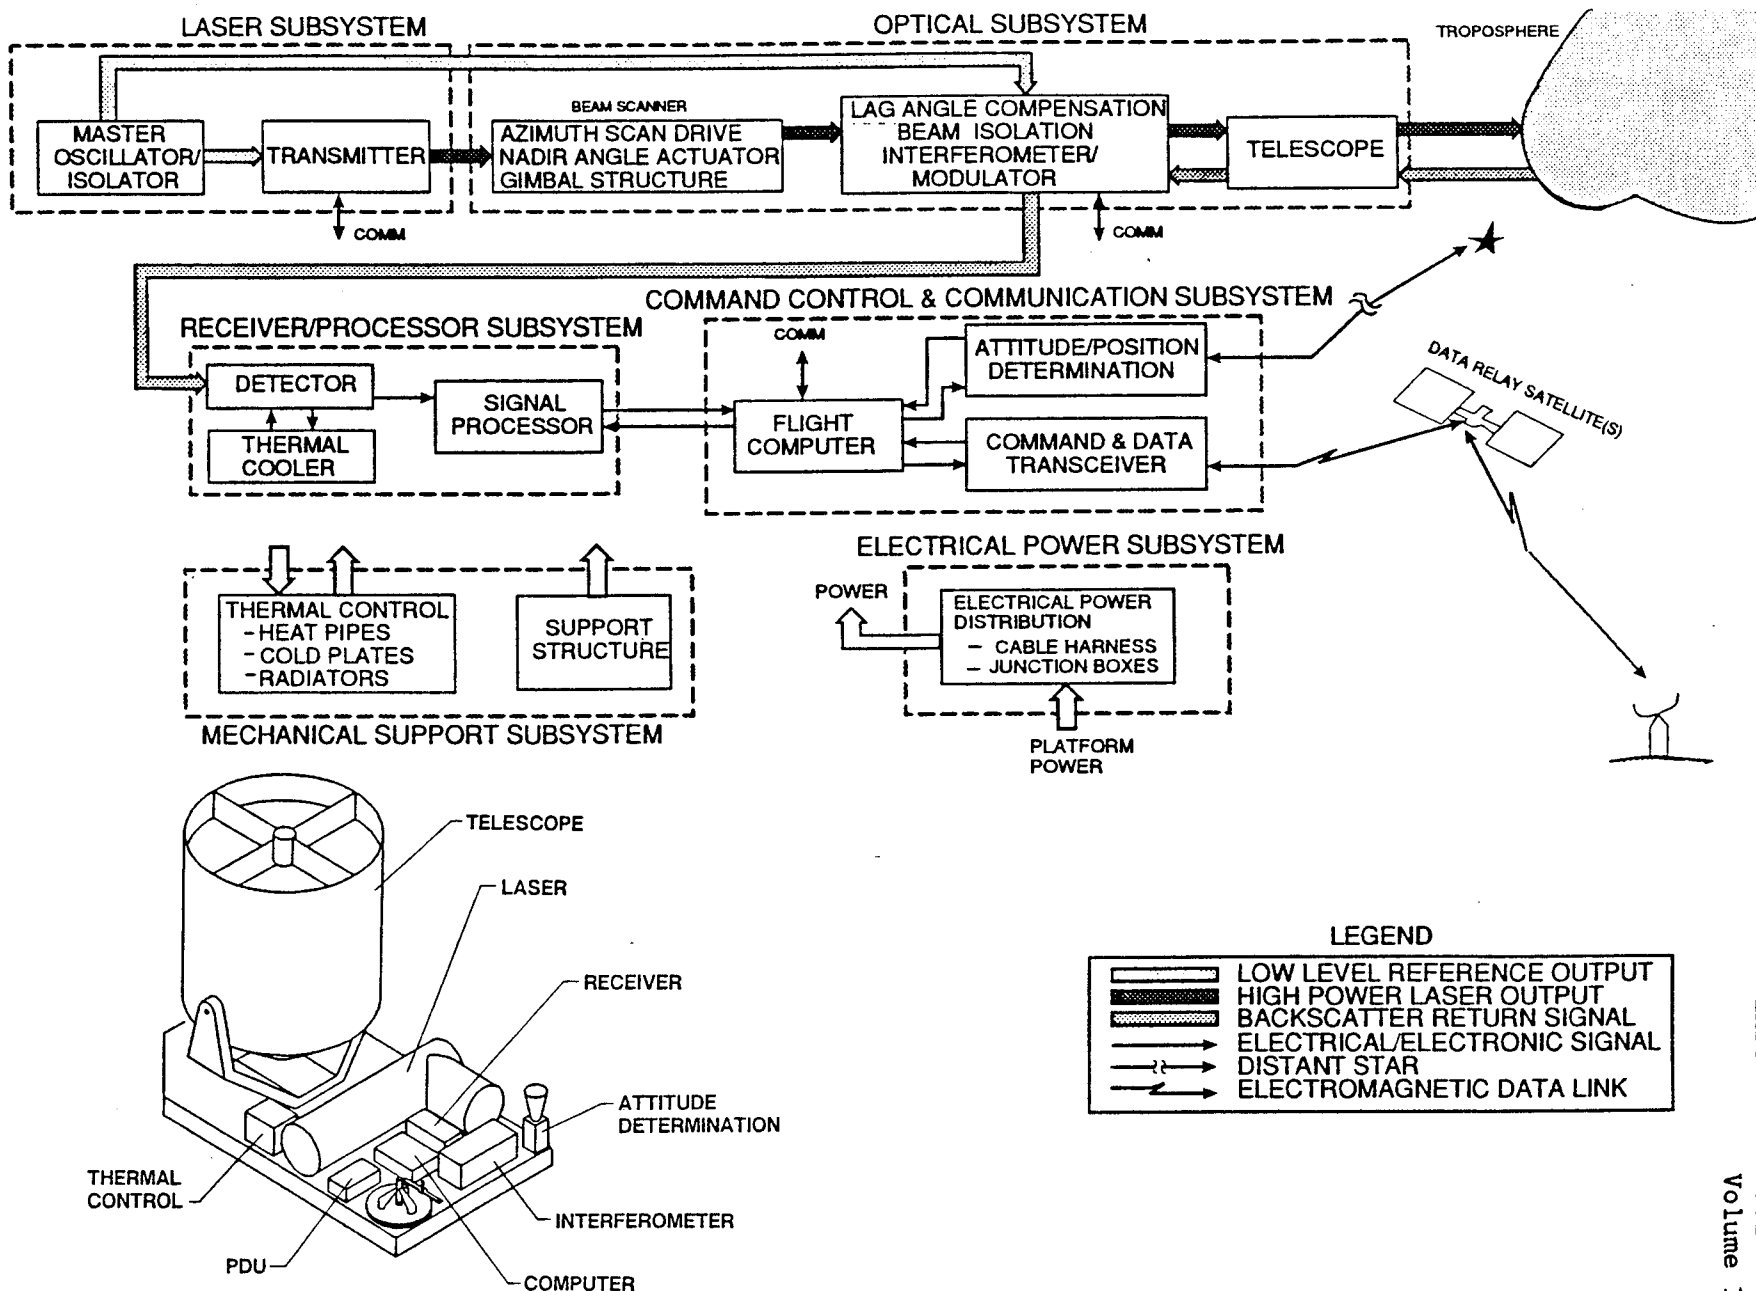 LASER SUBSYSTEM
OPTICAL SUBSYSTEM
TROPOSPHERE
MASTER
OSCILLATOR/
ISOLATOR
TRANSMITTER
COMM
BEAM SCANNER
AZIMUTH SCAN DRIVE
NADIR ANGLE ACTUATOR
GIMBAL STRUCTURE
LAG ANGLE COMPENSATION
BEAM ISOLATION
INTERFEROMETER/
MODULATOR
COMM
TELESCOPE
RECEIVER/PROCESSOR SUBSYSTEM
DETECTOR
THERMAL
COOLER
SIGNAL
PROCESSOR
COMMAND CONTROL & COMMUNICATION SUBSYSTEM
COMM
FLIGHT
COMPUTER
ATTITUDE/POSITION
DETERMINATION
COMMAND & DATA
TRANSCEIVER
DATA RELAY SATELLITE(S)
THERMAL CONTROL
-HEAT PIPES
-COLD PLATES
-RADIATORS
SUPPORT
STRUCTURE
MECHANICAL SUPPORT SUBSYSTEM
ELECTRICAL POWER SUBSYSTEM
POWER
ELECTRICAL POWER
DISTRIBUTION
- CABLE HARNESS
- JUNCTION BOXES
PLATFORM
POWER
TELESCOPE
LASER
RECEIVER
ATTITUDE
DETERMINATION
THERMAL
CONTROL
INTERFEROMETER
PDU
COMPUTER
LEGEND
LOW LEVEL REFERENCE OUTPUT
HIGH POWER LASER OUTPUT
BACKSCATTER RETURN SIGNAL
ELECTRICAL/ELECTRONIC SIGNAL
DISTANT STAR
ELECTROMAGNETIC DATA LINK
Volume